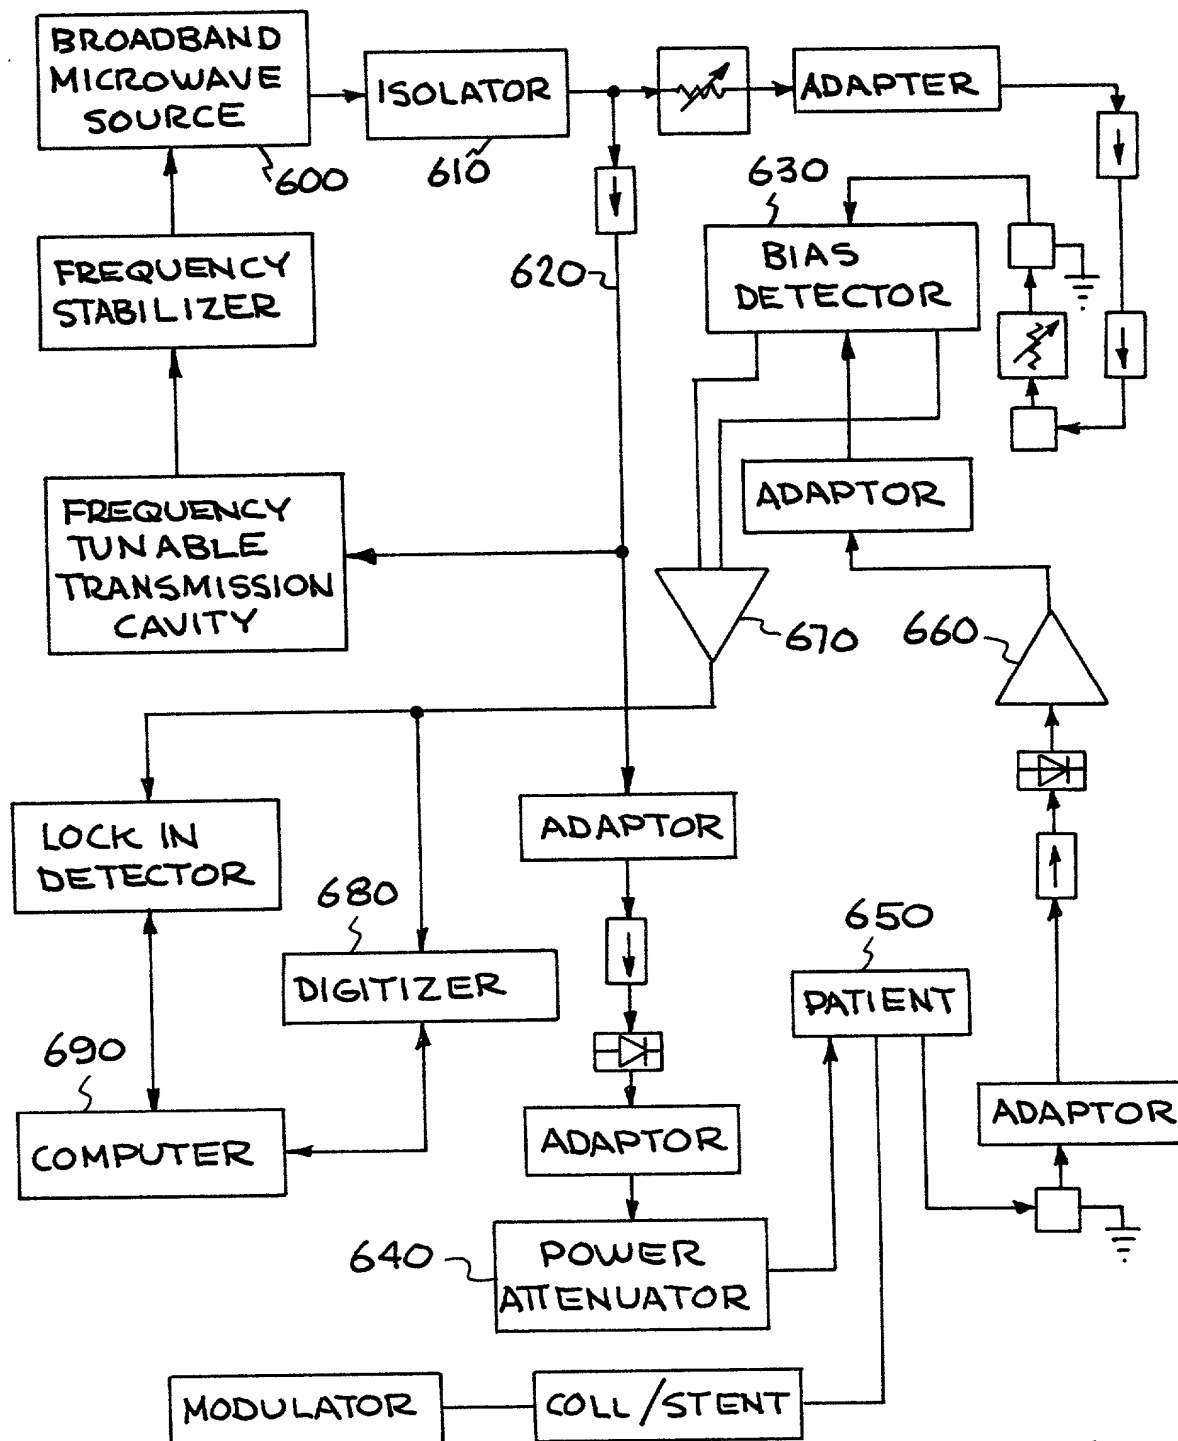 BROADBAND
MICROWAVE
SOURCE
600
ISOLATOR
610
ADAPTER
630
BIAS
DETECTOR
620
FREQUENCY
STABILIZER
ADAPTOR
FREQUENCY
TUNABLE
TRANSMISSION
CAVITY
670
660
LOCK IN
DETECTOR
ADAPTOR
680
DIGITIZER
650
PATIENT
690
COMPUTER
ADAPTOR
ADAPTOR
640
POWER
ATTENUATOR
MODULATOR
COLL/STENT